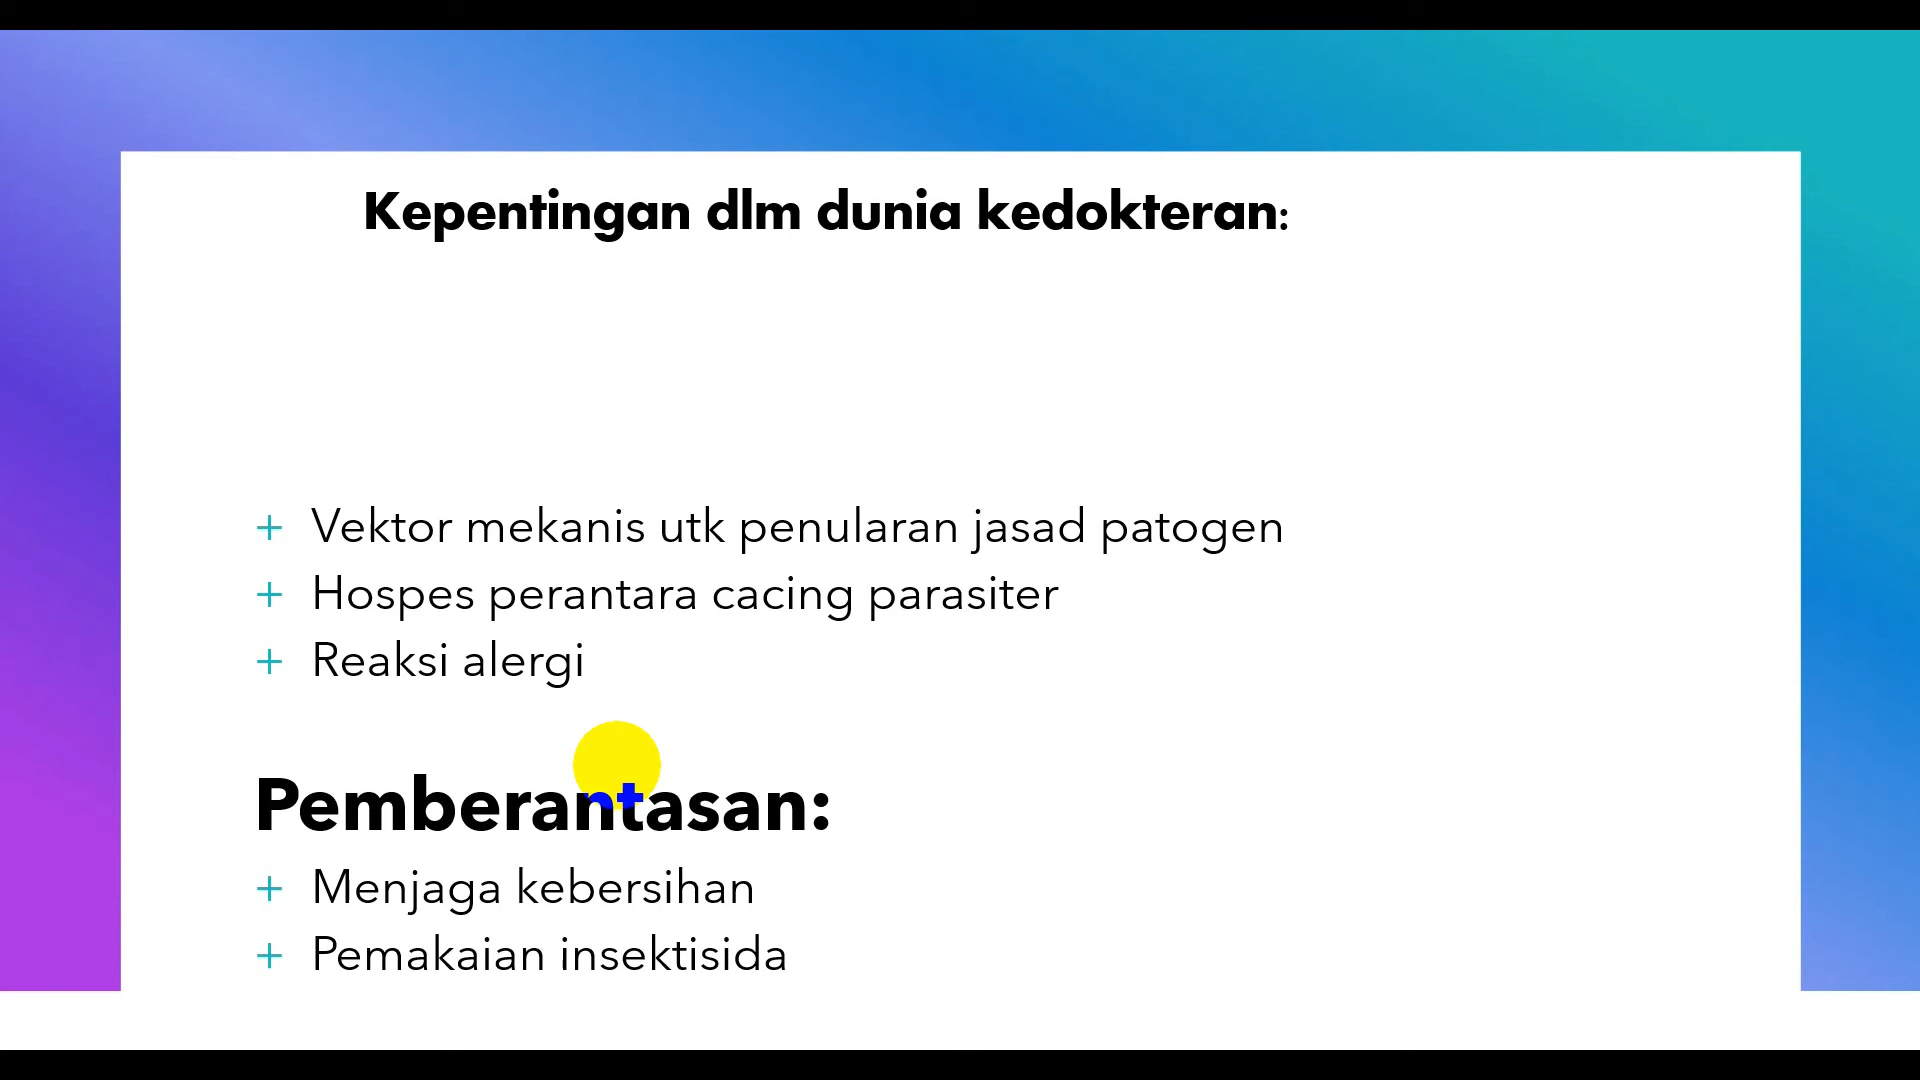 Kepentingan dlm dunia kedokteran:
+ Vektor mekanis utk penularan jasad patogen
+ Hospes perantara cacing parasiter
+ Reaksi alergi
Pemberantasan:
+ Menjaga kebersihan
+ Pemakaian insektisida